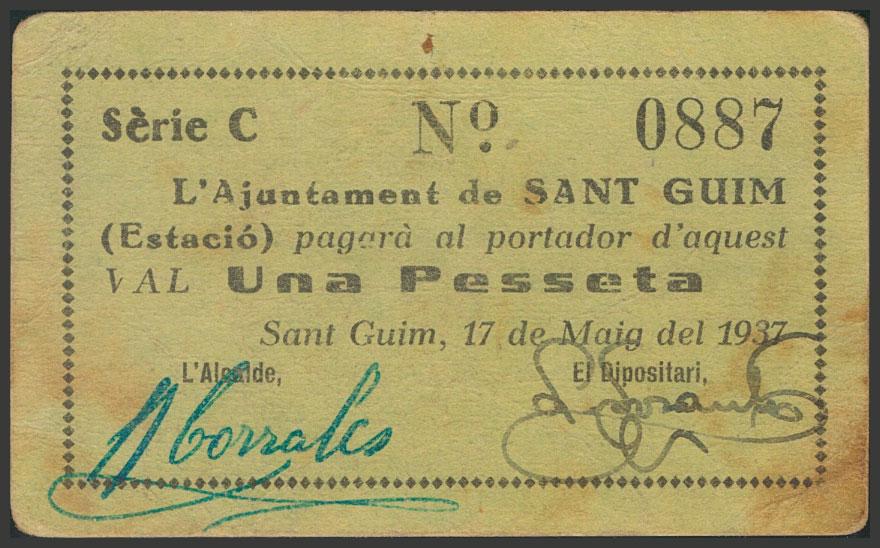 Sèrie C Nº. 0887
L'Ajuntament de SANT GUIM
(Estació) pagarà al portador d'aquest
VAL Una Pesseta
Sant Guim, 17 de Maig del 1937
L'Alcalde, El Dipositari,
Corrales